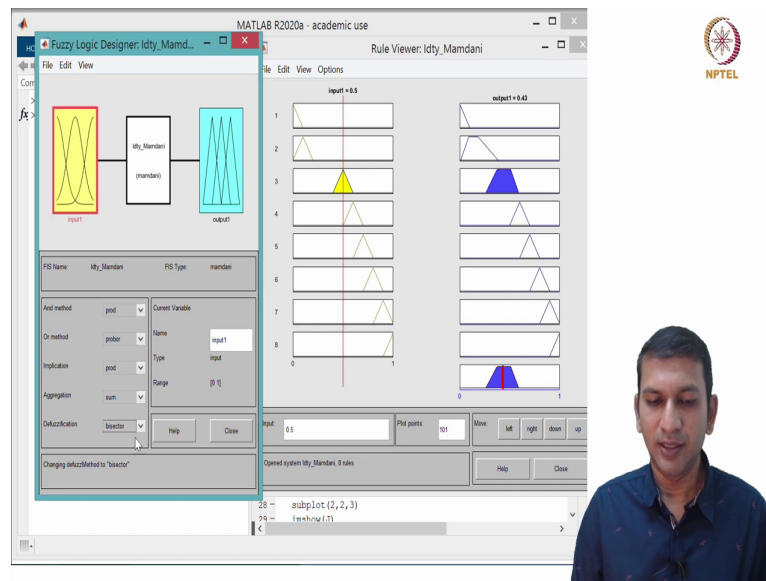 MATLAB R2020a - academic use
NPTEL
Fuzzy Logic Designer: Idty_Mamd...
File Edit View
Idty_Mamdani
(mamdani)
input1
output1
FIS Name: Idty_Mamdani FIS Type: mamdani
And method prod
Or method probor
Implication prod
Aggregation sum
Defuzzification bisector
Current Variable
Name input1
Type input
Range [0 1]
Help Close
Changing defuzzMethod to "bisector"
Rule Viewer: Idty_Mamdani
File Edit View Options
input1 = 0.5
output1 = 0.43
1
2
3
4
5
6
7
8
0 1
0 1
Input: 0.5
Plot points: 101
Move: left right down up
Opened system Idty_Mamdani, 8 rules
Help Close
HO
Com
fx >
28 - subplot(2,2,3)
29 - imshow(J)